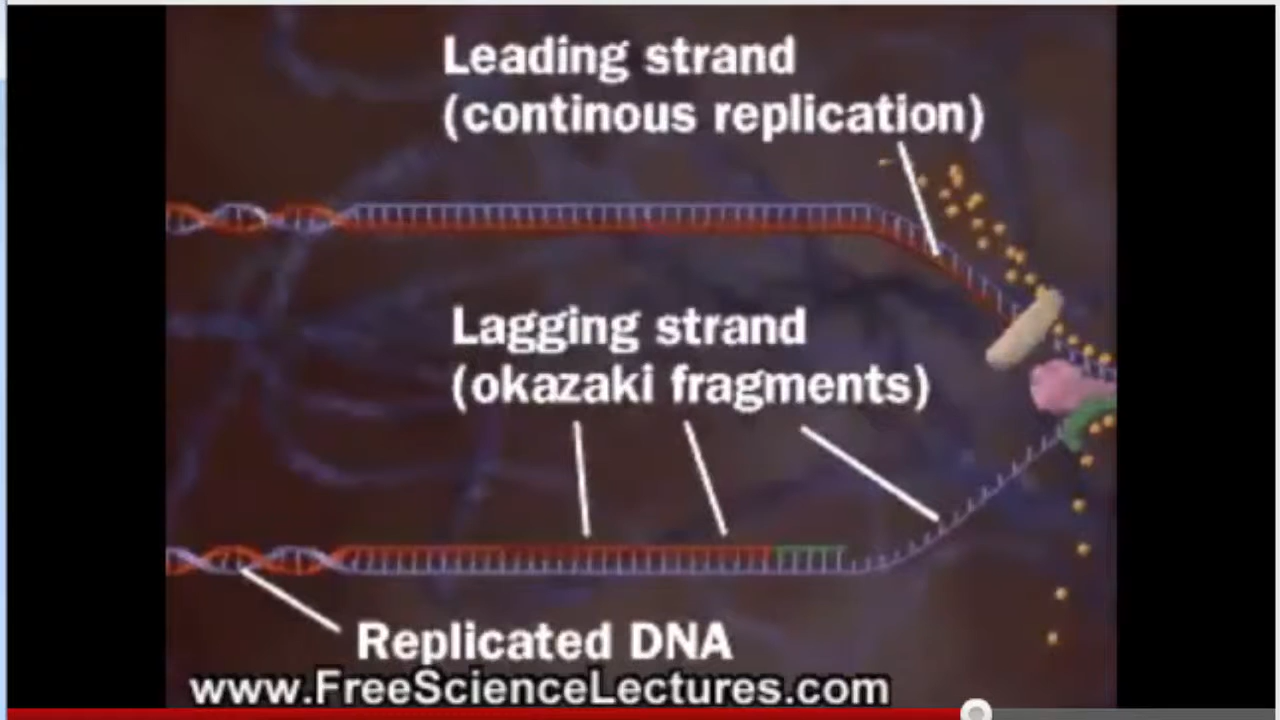 Leading strand
(continous replication)
Lagging strand
(okazaki fragments)
Replicated DNA
www.FreeScienceLectures.com